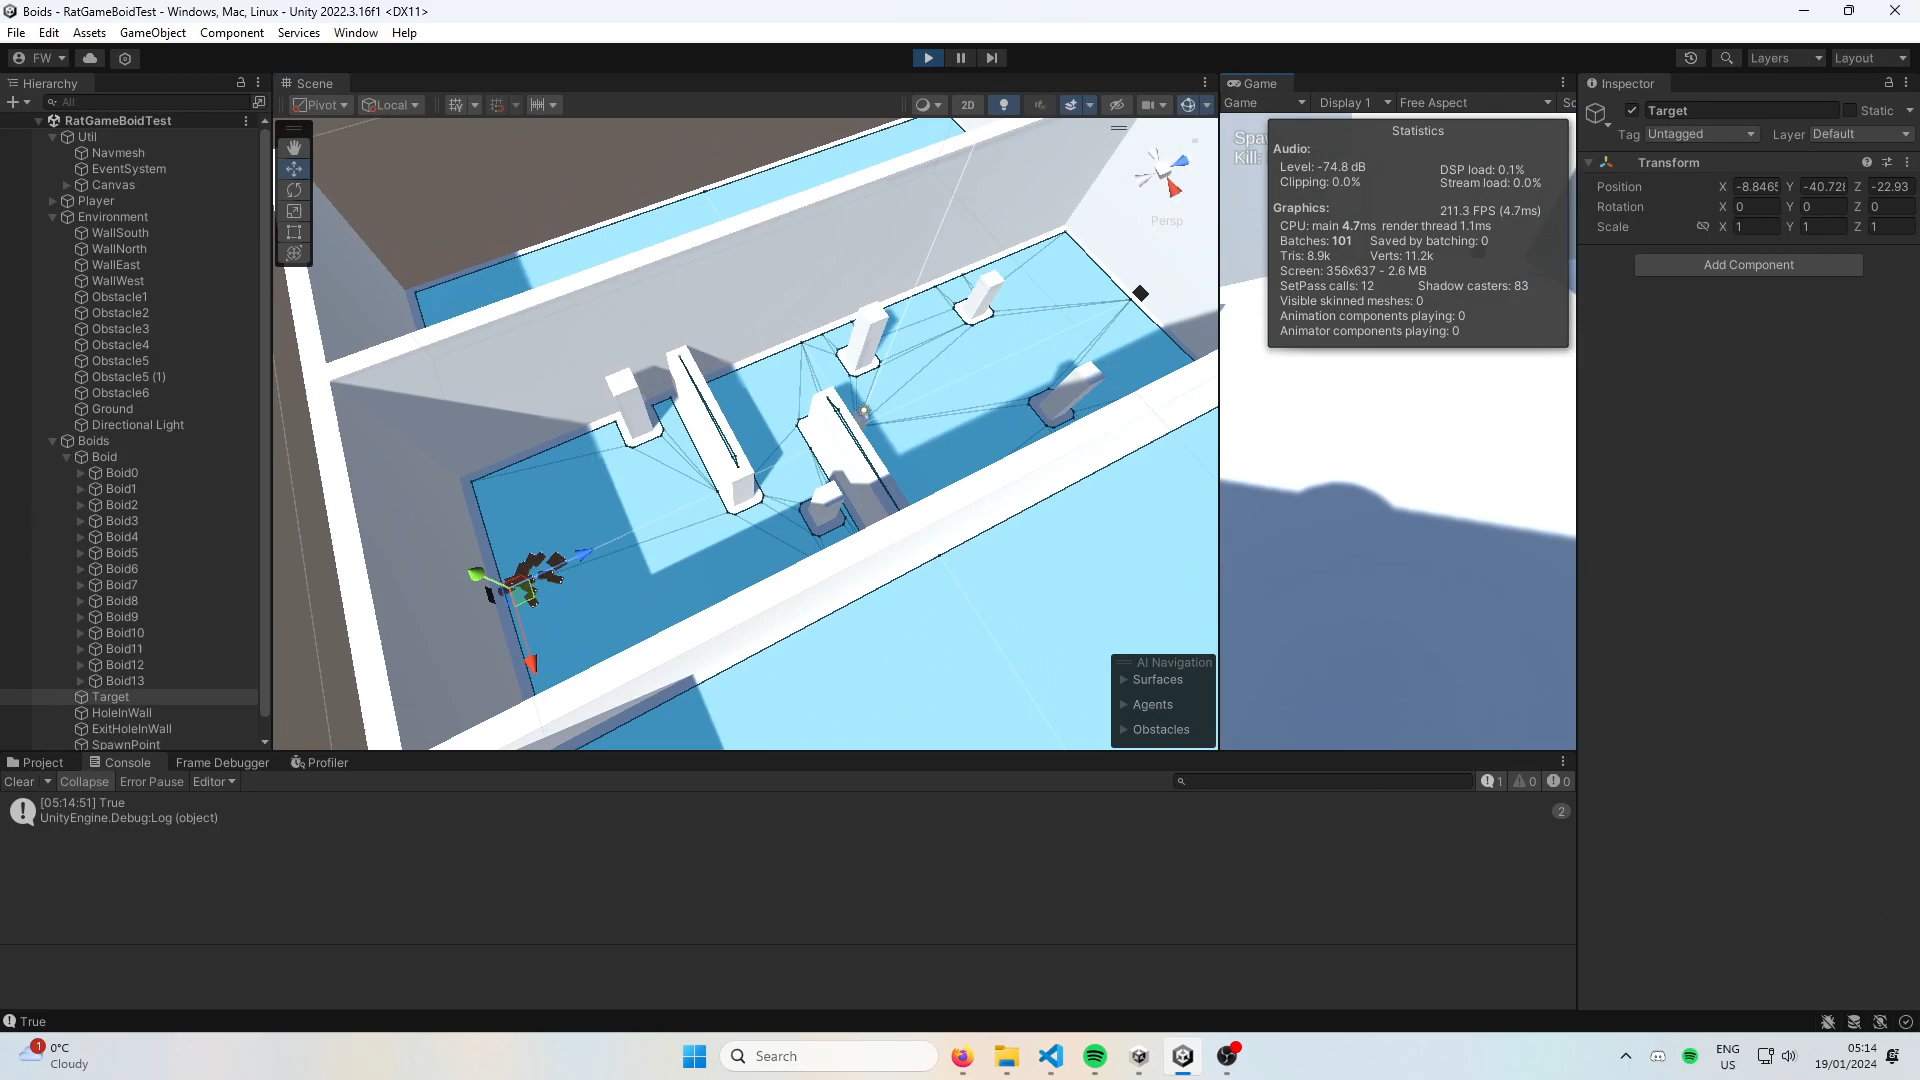 Boids - RatGameBoidTest - Windows, Mac, Linux - Unity 2022.3.16f1 <DX11>
File Edit Assets GameObject Component Services Window Help
FW
Layers Layout
Hierarchy
All
RatGameBoidTest
Util
Navmesh
EventSystem
Canvas
Player
Environment
WallSouth
WallNorth
WallEast
WallWest
Obstacle1
Obstacle2
Obstacle3
Obstacle4
Obstacle5
Obstacle5 (1)
Obstacle6
Ground
Directional Light
Boids
Boid
Boid0
Boid1
Boid2
Boid3
Boid4
Boid5
Boid6
Boid7
Boid8
Boid9
Boid10
Boid11
Boid12
Boid13
Target
HoleInWall
ExitHoleInWall
SpawnPoint
Scene
Pivot Local
2D
Persp
AI Navigation
Surfaces
Agents
Obstacles
Game
Game Display 1 Free Aspect Sc
Spa
Kill:
Statistics
Audio:
Level: -74.8 dB DSP load: 0.1%
Clipping: 0.0% Stream load: 0.0%
Graphics: 211.3 FPS (4.7ms)
CPU: main 4.7ms render thread 1.1ms
Batches: 101 Saved by batching: 0
Tris: 8.9k Verts: 11.2k
Screen: 356x637 - 2.6 MB
SetPass calls: 12 Shadow casters: 83
Visible skinned meshes: 0
Animation components playing: 0
Animator components playing: 0
Inspector
Target Static
Tag Untagged Layer Default
Transform
Position X -8.8465 Y -40.728 Z -22.93
Rotation X 0 Y 0 Z 0
Scale X 1 Y 1 Z 1
Add Component
Project Console Frame Debugger Profiler
Clear Collapse Error Pause Editor
1 0 0
[05:14:51] True
UnityEngine.Debug:Log (object)
2
True
1
0°C
Cloudy
Search
ENG
US
05:14
19/01/2024